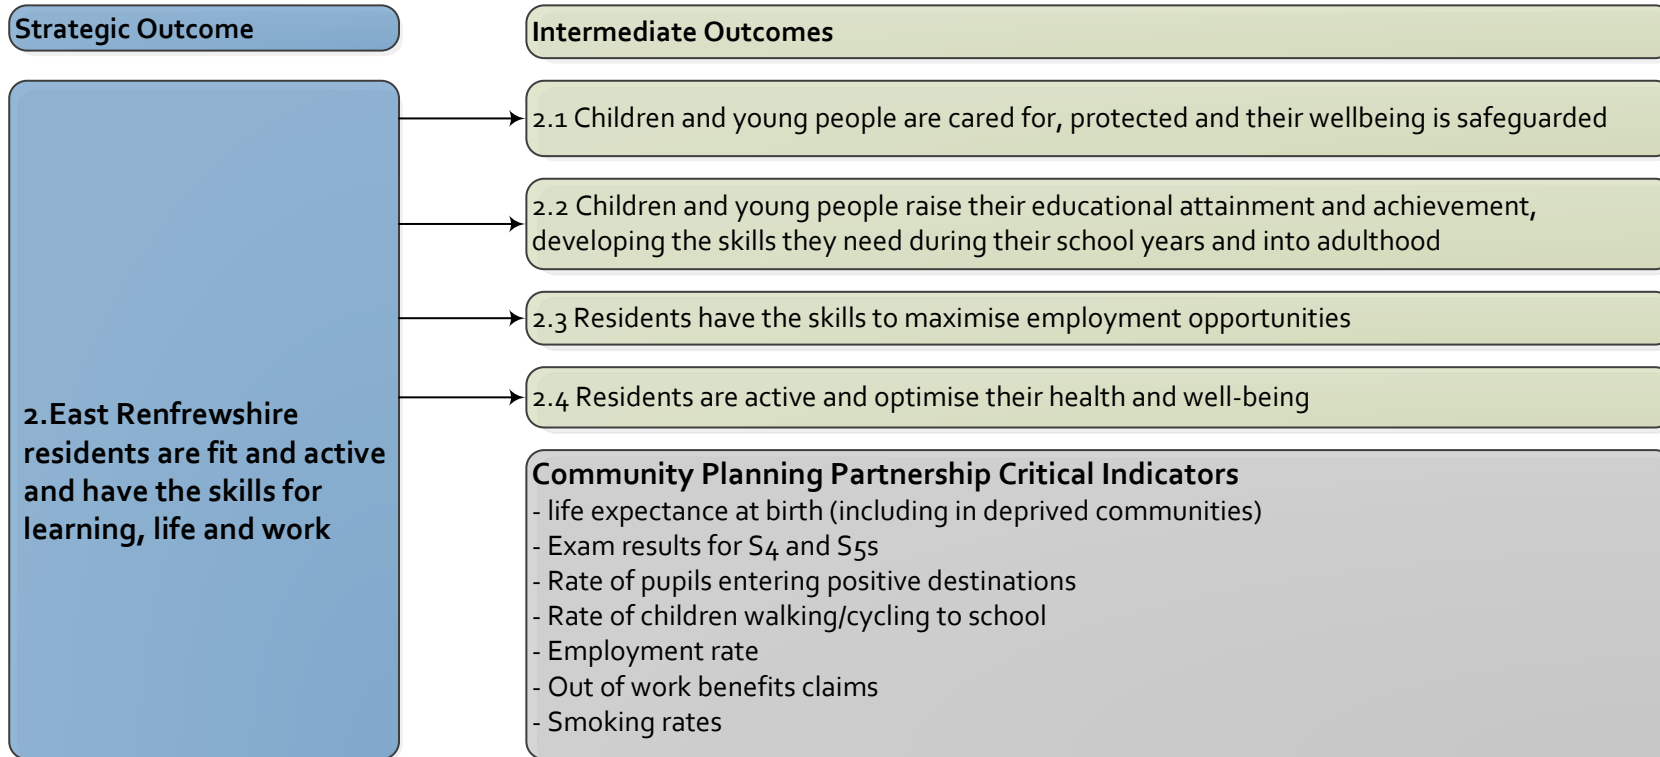 Strategic Outcome
Intermediate Outcomes
2.East Renfrewshire
residents are fit and active
and have the skills for
learning, life and work
2.1 Children and young people are cared for, protected and their wellbeing is safeguarded
2.2 Children and young people raise their educational attainment and achievement,
developing the skills they need during their school years and into adulthood
2.3 Residents have the skills to maximise employment opportunities
2.4 Residents are active and optimise their health and well-being
Community Planning Partnership Critical Indicators
- life expectance at birth (including in deprived communities)
- Exam results for S4 and S5s
- Rate of pupils entering positive destinations
- Rate of children walking/cycling to school
- Employment rate
- Out of work benefits claims
- Smoking rates